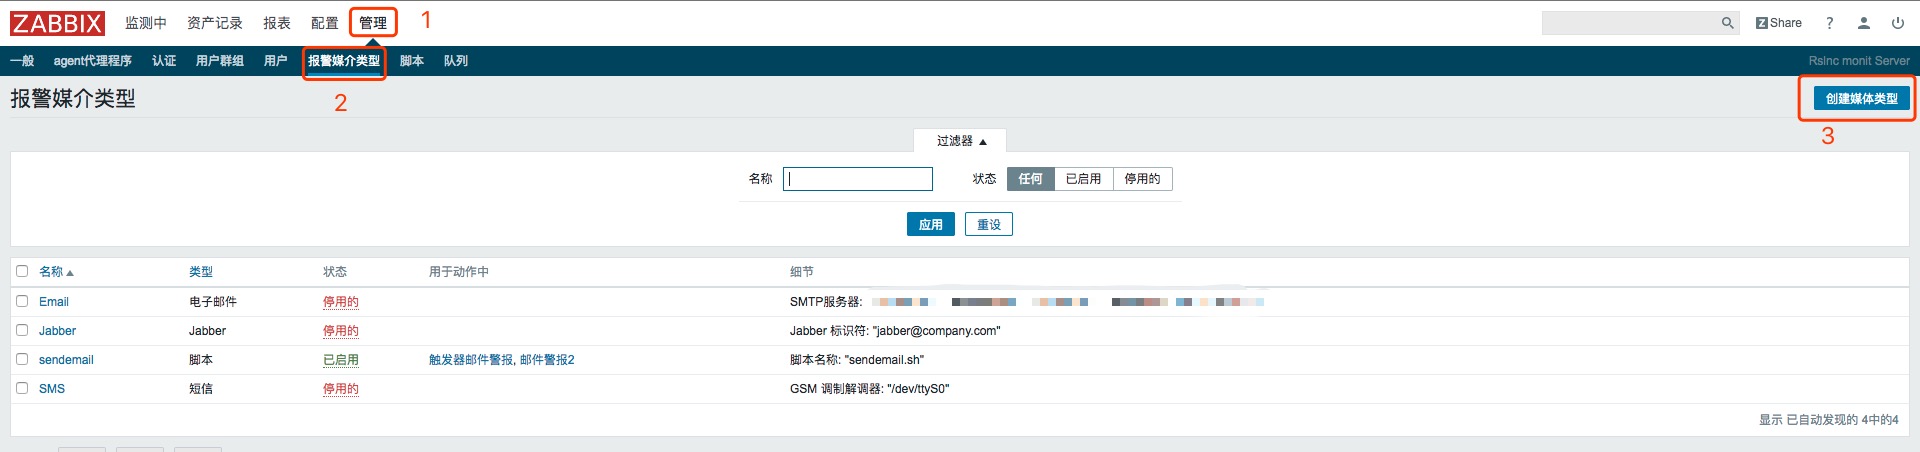 ZABBIX 监测中 资产记录 报表 配置 管理 1 Share ?
一般 agent代理程序 认证 用户群组 用户 报警媒介类型 脚本 队列 RsInc monit Server
报警媒介类型 2 创建媒体类型
3
过滤器 ▲
名称 状态 任何 已启用 停用的
应用 重设
名称 ▲ 类型 状态 用于动作中 细节
Email 电子邮件 停用的 SMTP服务器:
Jabber Jabber 停用的 Jabber 标识符: "jabber@company.com"
sendemail 脚本 已启用 触发器邮件警报, 邮件警报2 脚本名称: "sendemail.sh"
SMS 短信 停用的 GSM 调制解调器: "/dev/ttyS0"
显示 已自动发现的 4中的4